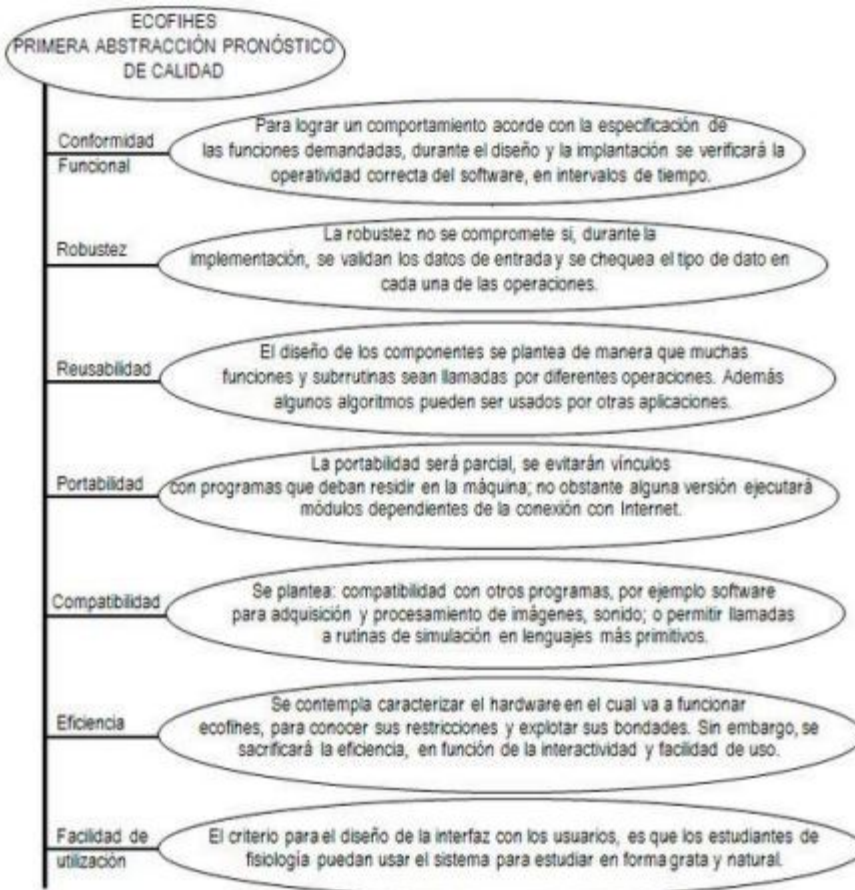 ECOFIHES
PRIMERA ABSTRACCIÓN PRONÓSTICO
DE CALIDAD
Conformidad
Funcional
Para lograr un comportamiento acorde con la especificación de
las funciones demandadas, durante el diseño y la implantación se verificará la
operatividad correcta del software, en intervalos de tiempo.
Robustez
La robustez no se compromete si, durante la
implementación, se validan los datos de entrada y se chequea el tipo de dato en
cada una de las operaciones.
Reusabilidad
El diseño de los componentes se plantea de manera que muchas
funciones y subrrutinas sean llamadas por diferentes operaciones. Además
algunos algoritmos pueden ser usados por otras aplicaciones.
Portabilidad
La portabilidad será parcial, se evitarán vínculos
con programas que deban residir en la máquina; no obstante alguna versión ejecutará
módulos dependientes de la conexión con Internet.
Compatibilidad
Se plantea: compatibilidad con otros programas, por ejemplo software
para adquisición y procesamiento de imágenes, sonido; o permitir llamadas
a rutinas de simulación en lenguajes más primitivos.
Eficiencia
Se contempla caracterizar el hardware en el cual va a funcionar
ecofihes, para conocer sus restricciones y explotar sus bondades. Sin embargo, se
sacrificará la eficiencia, en función de la interactividad y facilidad de uso.
Facilidad de
utilización
El criterio para el diseño de la interfaz con los usuarios, es que los estudiantes de
fisiología puedan usar el sistema para estudiar en forma grata y natural.